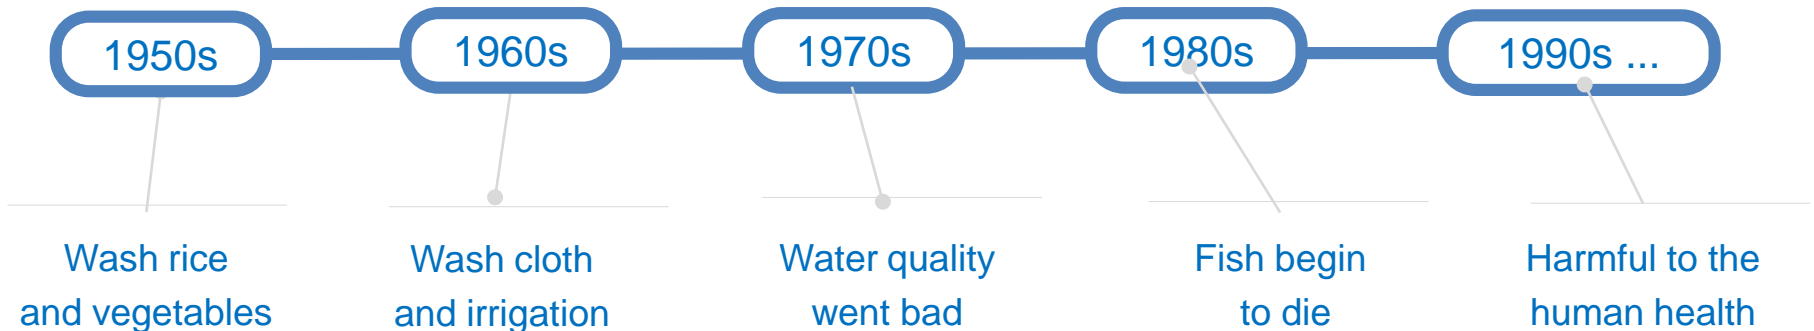 1950s
1960s
1970s
1980s
1990s ...
Wash rice
and vegetables
Wash cloth
and irrigation
Water quality
went bad
Fish begin
to die
Harmful to the
human health